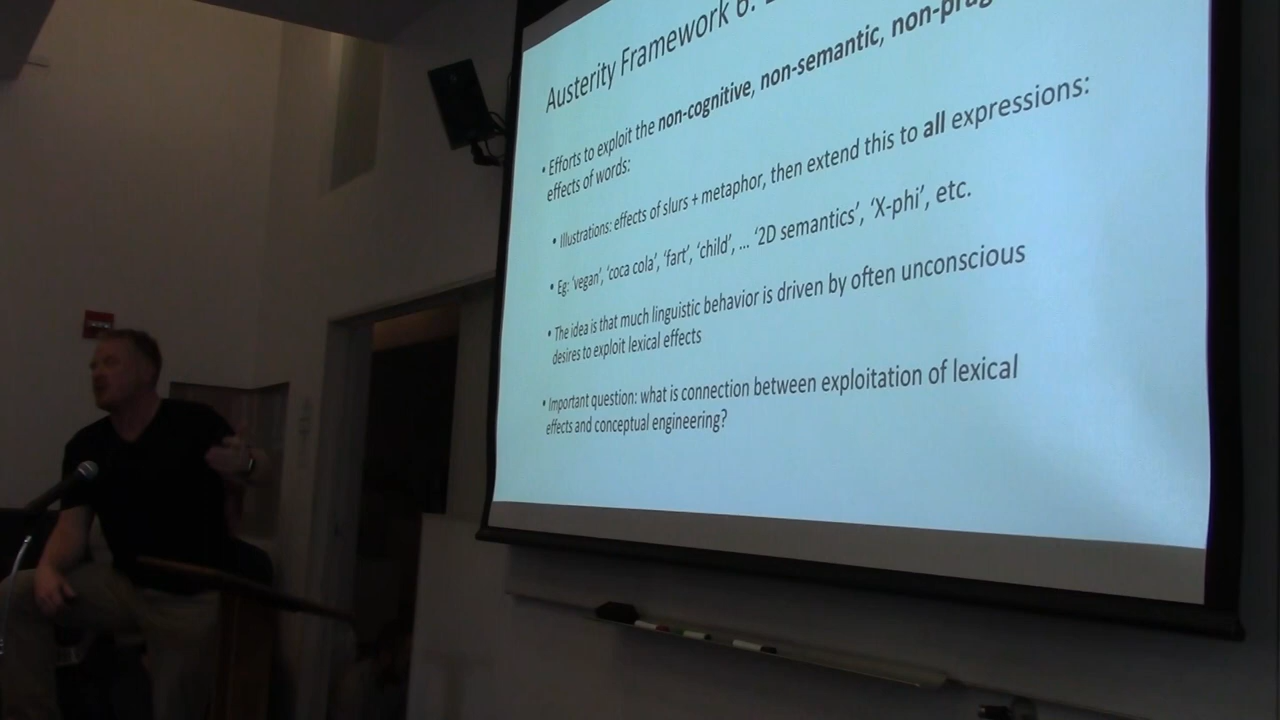 Austerity Framework 6:
• Efforts to exploit the non-cognitive, non-semantic, non-prag
effects of words:
• Illustrations: effects of slurs + metaphor, then extend this to all expressions:
• Eg: 'vegan', 'coca cola', 'fart', 'child', ... '2D semantics', 'X-phi', etc.
• The idea is that much linguistic behavior is driven by often unconscious
desires to exploit lexical effects
• Important question: what is connection between exploitation of lexical
effects and conceptual engineering?